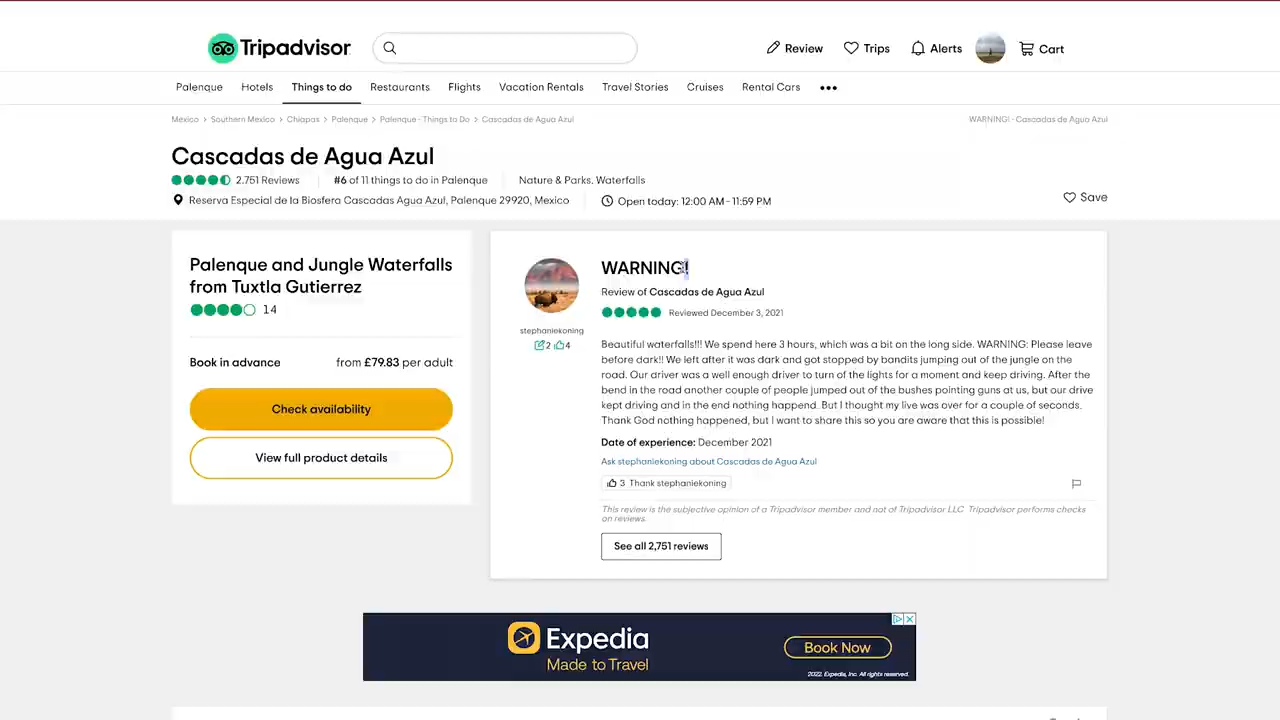 Tripadvisor
Review
Trips
Alerts
Cart
Palenque
Hotels
Things to do
Restaurants
Flights
Vacation Rentals
Travel Stories
Cruises
Rental Cars
Mexico > Southern Mexico > Chiapas > Palenque > Palenque - Things to Do > Cascadas de Agua Azul
WARNING! - Cascadas de Agua Azul
Cascadas de Agua Azul
2.751 Reviews
#6 of 11 things to do in Palenque
Nature & Parks. Waterfalls
Reserva Especial de la Biosfera Cascadas Agua Azul, Palenque 29920, Mexico
Open today: 12:00 AM - 11:59 PM
Save
Palenque and Jungle Waterfalls
from Tuxtla Gutierrez
14
Book in advance
from £79.83 per adult
Check availability
View full product details
stephaniekoning
2 4
WARNING!
Review of Cascadas de Agua Azul
Reviewed December 3, 2021
Beautiful waterfalls!!! We spend here 3 hours, which was a bit on the long side. WARNING: Please leave
before dark!! We left after it was dark and got stopped by bandits jumping out of the jungle on the
road. Our driver was a well enough driver to turn of the lights for a moment and keep driving. After the
bend in the road another couple of people jumped out of the bushes pointing guns at us, but our drive
kept driving and in the end nothing happend. But I thought my live was over for a couple of seconds.
Thank God nothing happened, but I want to share this so you are aware that this is possible!
Date of experience: December 2021
Ask stephaniekoning about Cascadas de Agua Azul
3 Thank stephaniekoning
This review is the subjective opinion of a Tripadvisor member and not of Tripadvisor LLC. Tripadvisor performs checks
on reviews.
See all 2,751 reviews
Expedia
Made to Travel
Book Now
2022. Expedia, Inc. All rights reserved.